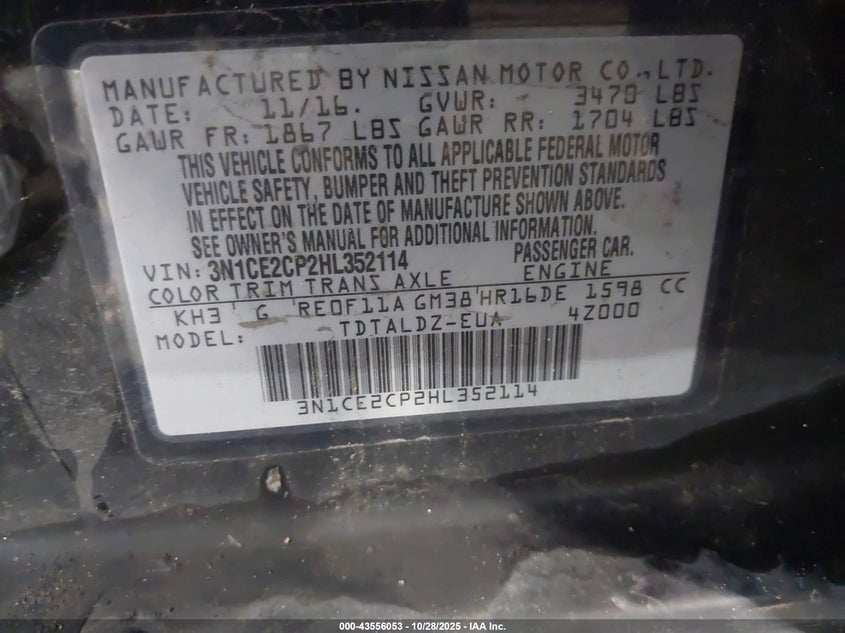 MANUFACTURED BY NISSAN MOTOR CO., LTD.
DATE: 11/16. GVWR: 3470 LBS
GAWR FR: 1867 LBS GAWR RR: 1704 LBS
THIS VEHICLE CONFORMS TO ALL APPLICABLE FEDERAL MOTOR
VEHICLE SAFETY, BUMPER AND THEFT PREVENTION STANDARDS
IN EFFECT ON THE DATE OF MANUFACTURE SHOWN ABOVE.
SEE OWNER'S MANUAL FOR ADDITIONAL INFORMATION.
VIN: 3N1CE2CP2HL352114 PASSENGER CAR.
COLOR TRIM TRANS AXLE ENGINE
KH3 G RE0F11A GM38 HR16DE 1598 CC
MODEL: TDTALDZ-EUA 4Z000
3N1CE2CP2HL352114
000-43556053 - 10/28/2025 - IAA Inc.